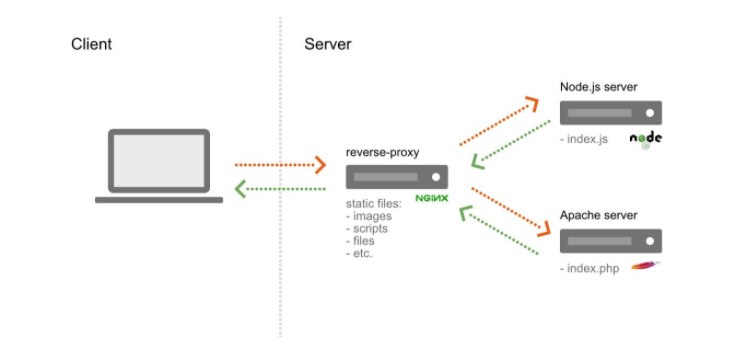 Client
Server
reverse-proxy
NGINX
static files:
- images
- scripts
- files
- etc.
Node.js server
- index.js
node
Apache server
- index.php